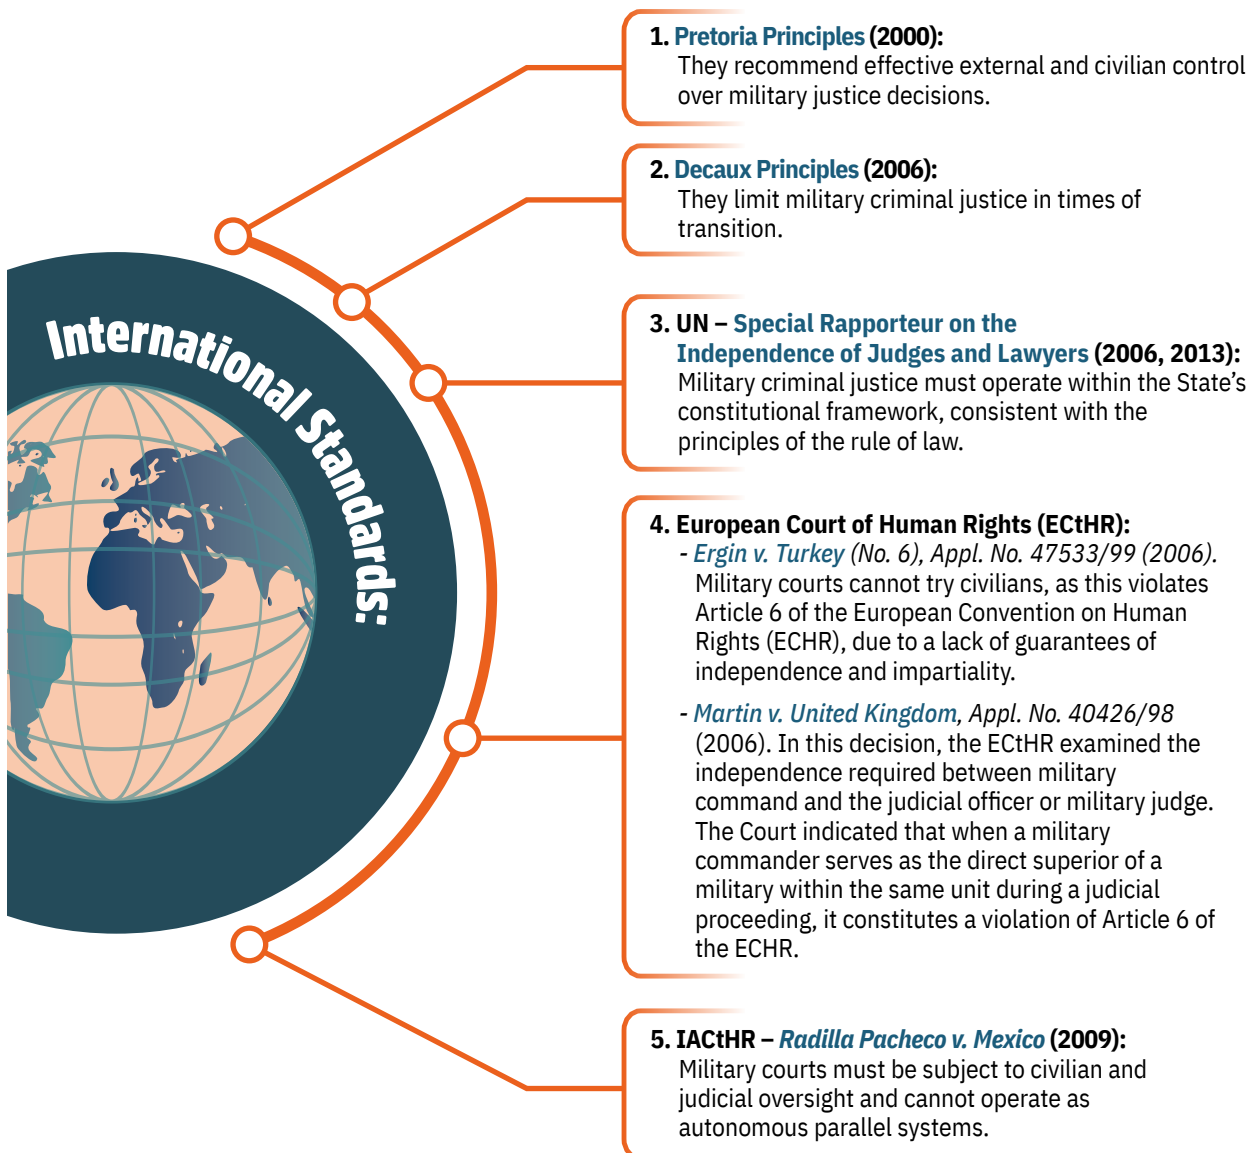 International Standards:
1. Pretoria Principles (2000):
They recommend effective external and civilian control
over military justice decisions.
2. Decaux Principles (2006):
They limit military criminal justice in times of
transition.
3. UN – Special Rapporteur on the
Independence of Judges and Lawyers (2006, 2013):
Military criminal justice must operate within the State’s
constitutional framework, consistent with the
principles of the rule of law.
4. European Court of Human Rights (ECtHR):
- Ergin v. Turkey (No. 6), Appl. No. 47533/99 (2006).
Military courts cannot try civilians, as this violates
Article 6 of the European Convention on Human
Rights (ECHR), due to a lack of guarantees of
independence and impartiality.
- Martin v. United Kingdom, Appl. No. 40426/98
(2006). In this decision, the ECtHR examined the
independence required between military
command and the judicial officer or military judge.
The Court indicated that when a military
commander serves as the direct superior of a
military within the same unit during a judicial
proceeding, it constitutes a violation of Article 6 of
the ECHR.
5. IACtHR – Radilla Pacheco v. Mexico (2009):
Military courts must be subject to civilian and
judicial oversight and cannot operate as
autonomous parallel systems.